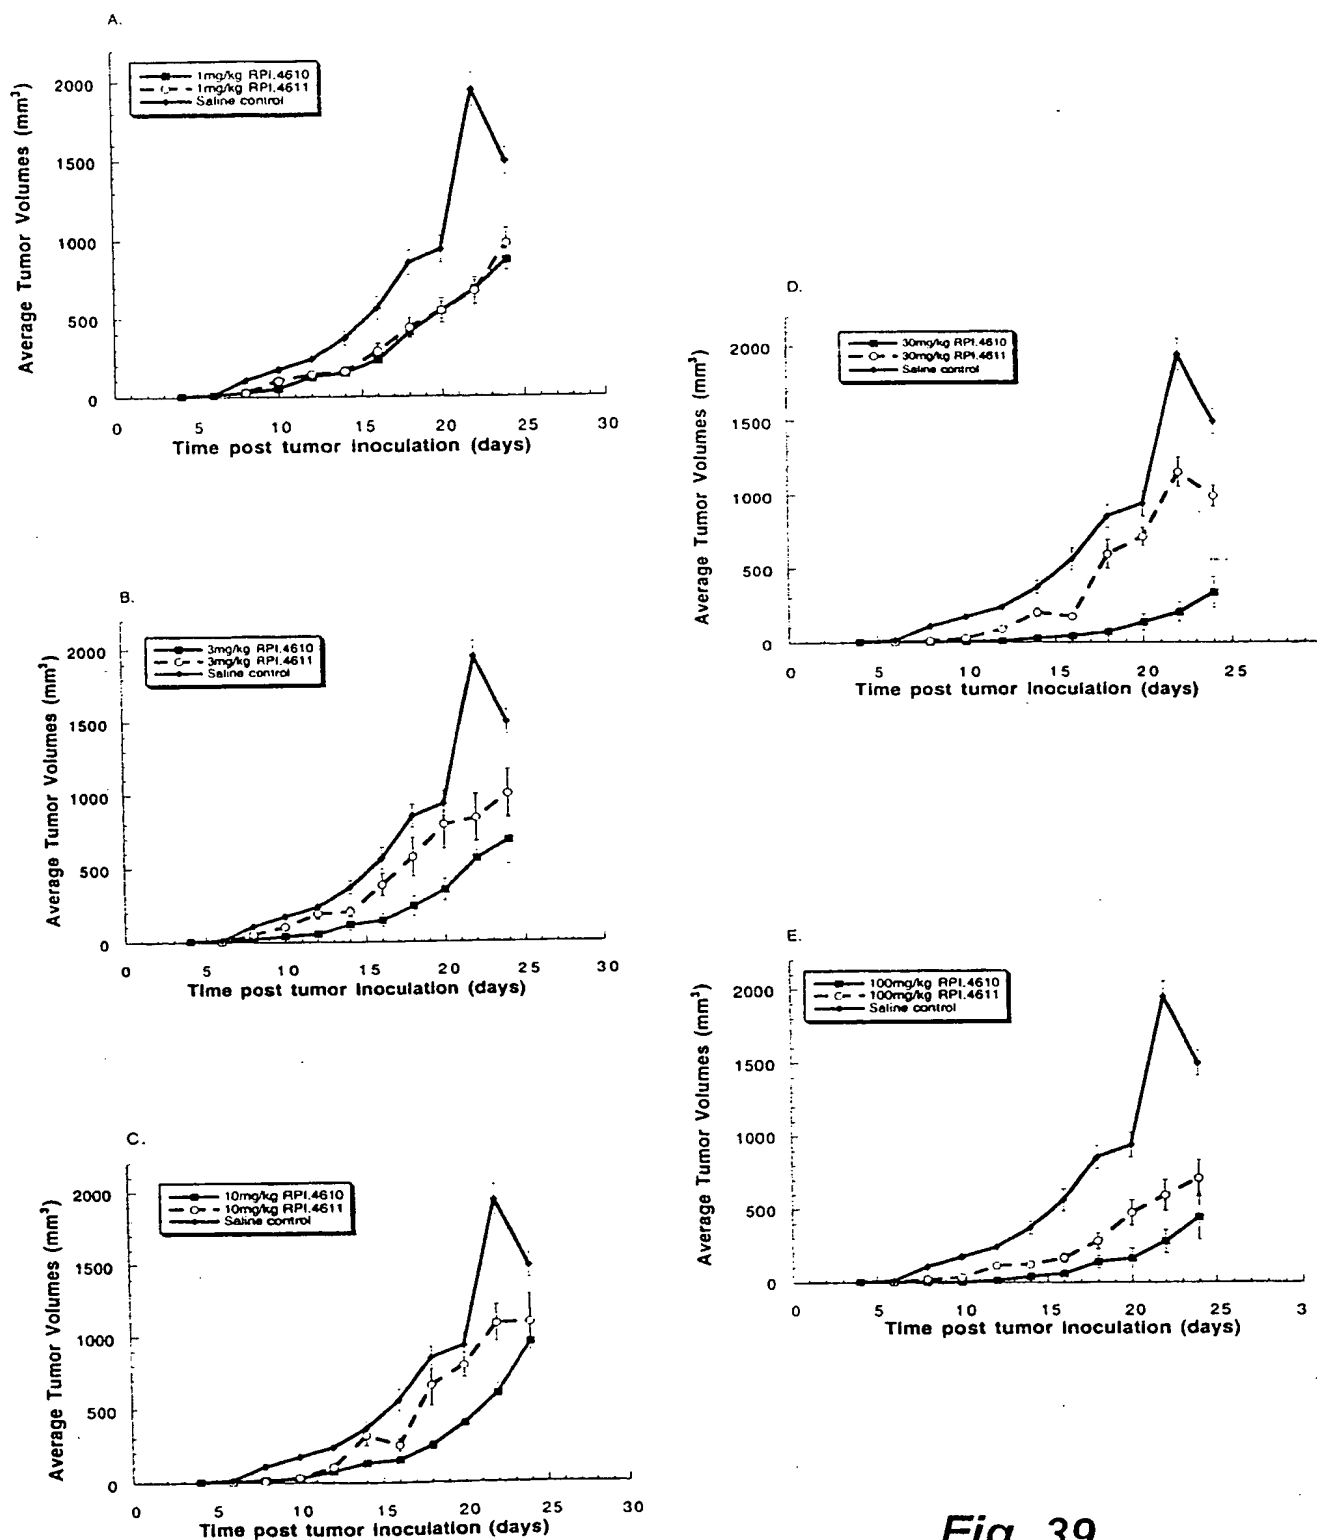 A.
1mg/kg RPI.4610
1mg/kg RPI.4611
Saline control
Average Tumor Volumes (mm³)
2000
1500
1000
500
0
0 5 10 15 20 25 30
Time post tumor inoculation (days)
B.
3mg/kg RPI.4610
3mg/kg RPI.4611
Saline control
Average Tumor Volumes (mm³)
2000
1500
1000
500
0
0 5 10 15 20 25 30
Time post tumor inoculation (days)
C.
10mg/kg RPI.4610
10mg/kg RPI.4611
Saline control
Average Tumor Volumes (mm³)
2000
1500
1000
500
0
0 5 10 15 20 25 30
Time post tumor inoculation (days)
D.
30mg/kg RPI.4610
30mg/kg RPI.4611
Saline control
Average Tumor Volumes (mm³)
2000
1500
1000
500
0
0 5 10 15 20 25
Time post tumor inoculation (days)
E.
100mg/kg RPI.4610
100mg/kg RPI.4611
Saline control
Average Tumor Volumes (mm³)
2000
1500
1000
500
0
0 5 10 15 20 25 3
Time post tumor inoculation (days)
Fig. 39